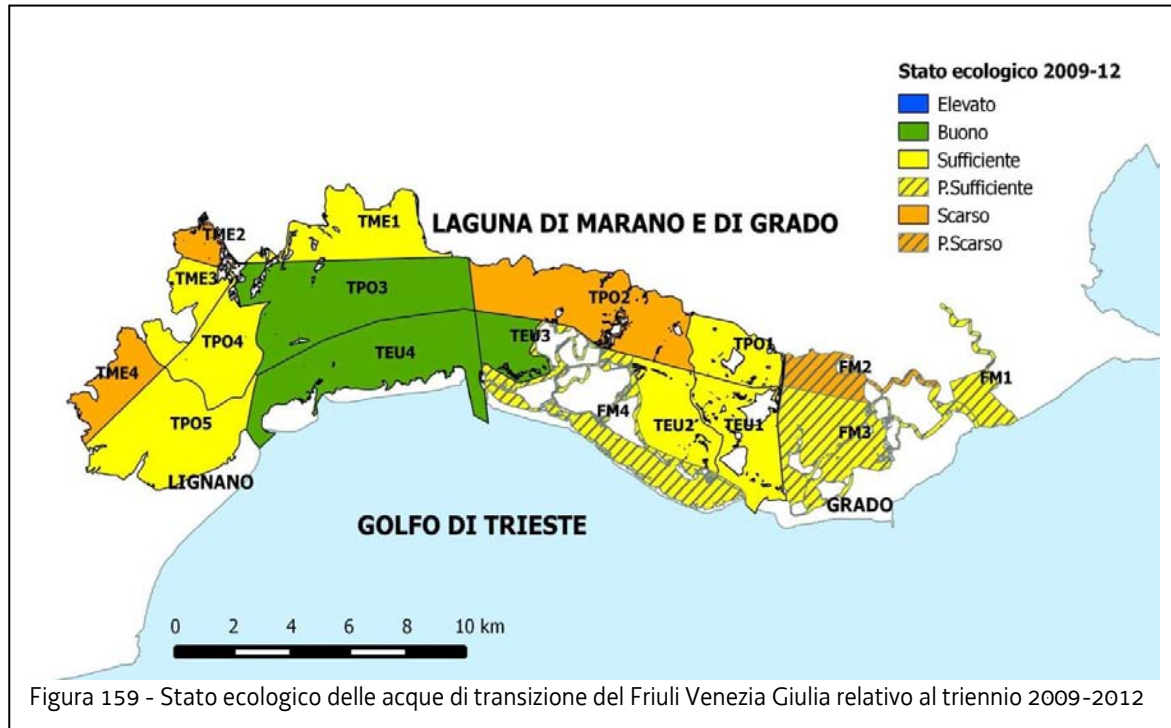 Stato ecologico 2009-12
Elevato
Buono
Sufficiente
P.Sufficiente
Scarso
P.Scarso
LAGUNA DI MARANO E DI GRADO
TME1
TME2
TME3
TPO3
TPO2
TPO4
TEU3
TEU4
TPO1
TME4
FM2
FM1
FM4
TPO5
TEU2
TEU1
FM3
LIGNANO
GRADO
GOLFO DI TRIESTE
0 2 4 6 8 10 km
Figura 159 - Stato ecologico delle acque di transizione del Friuli Venezia Giulia relativo al triennio 2009-2012